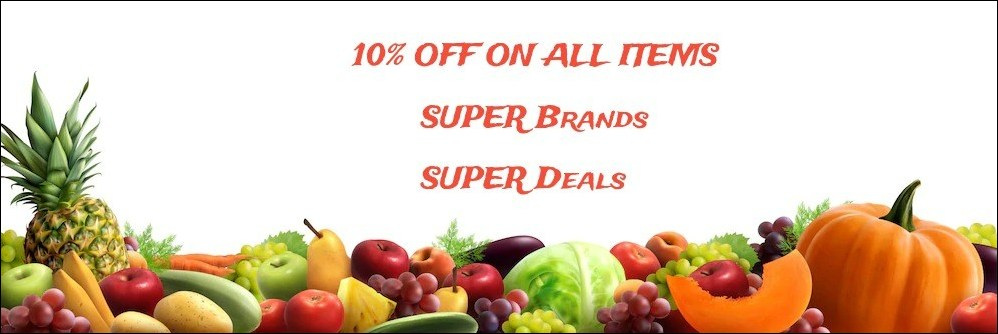 10% OFF ON ALL ITEMS
SUPER BRANDS
SUPER DEALS